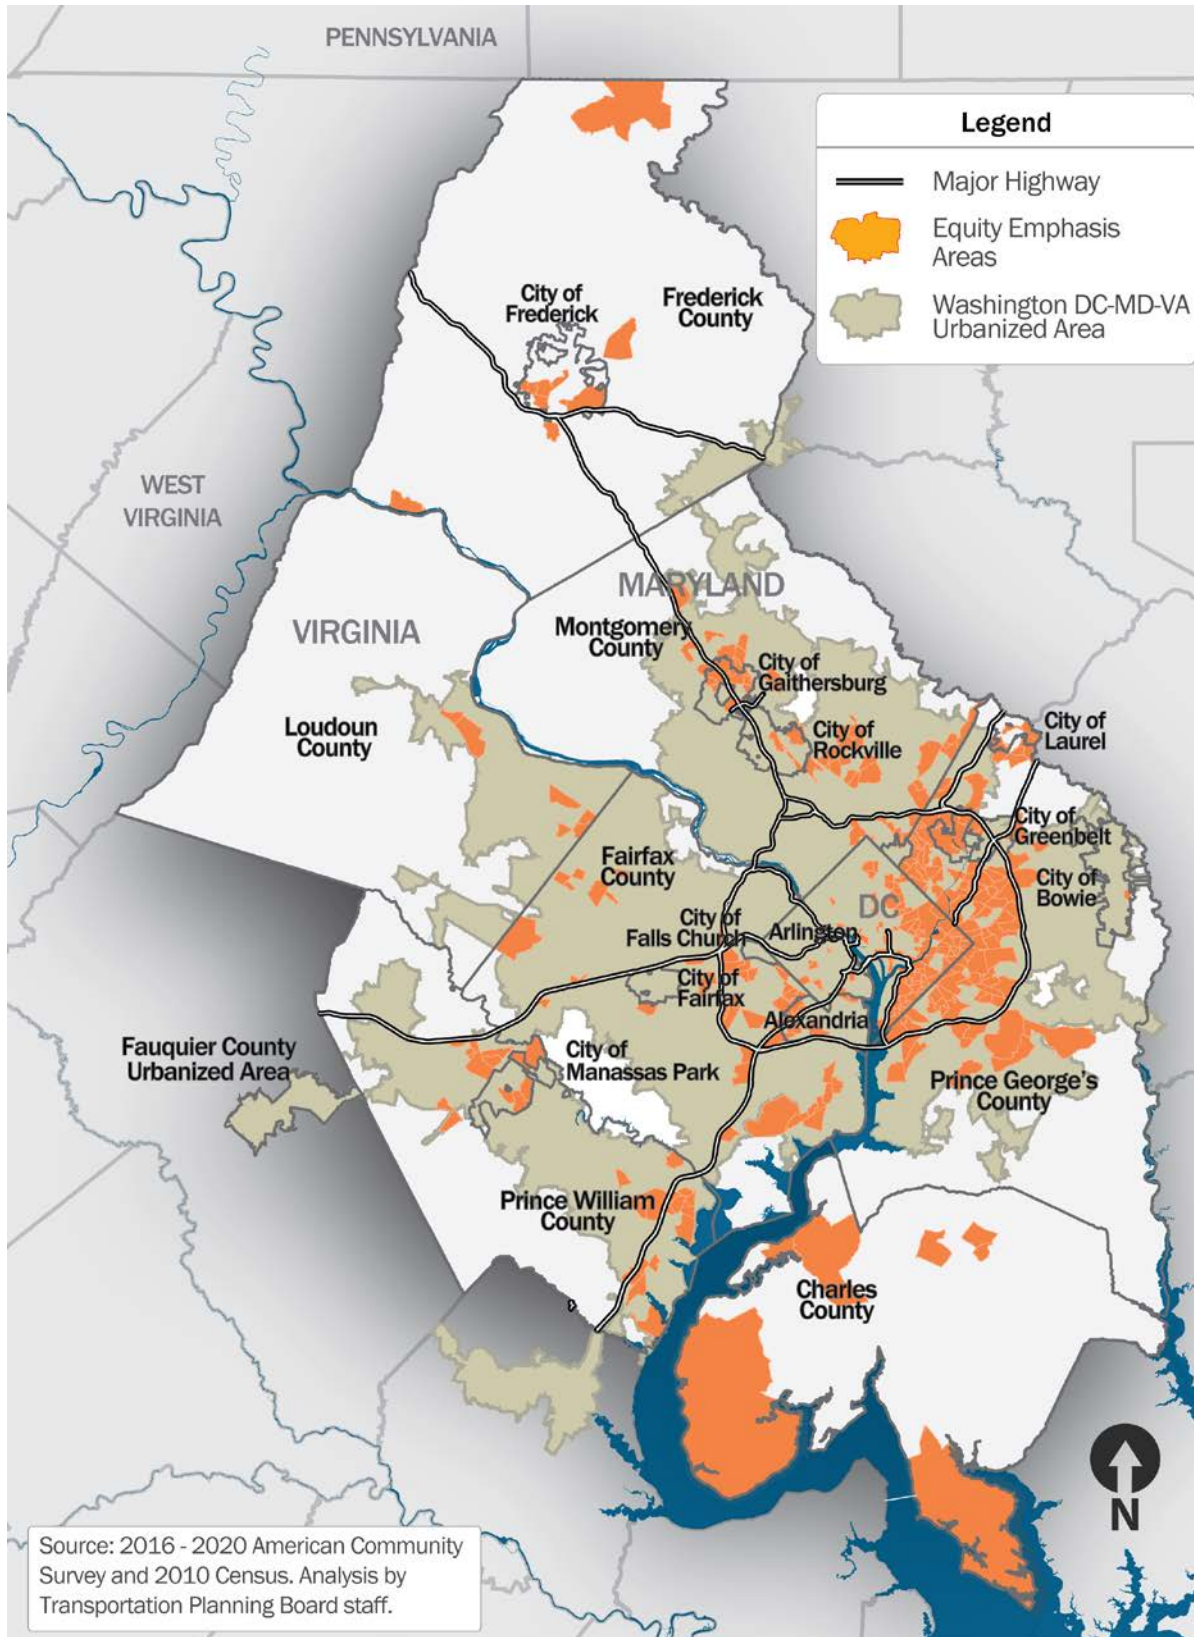 PENNSYLVANIA
Legend
Major Highway
Equity Emphasis
Areas
Washington DC-MD-VA
Urbanized Area
City of
Frederick
Frederick
County
WEST
VIRGINIA
MARYLAND
VIRGINIA
Montgomery
County
City of
Gaithersburg
Loudoun
County
City of
Rockville
City of
Laurel
City of
Greenbelt
Fairfax
County
City of
Bowie
DC
City of
Falls Church
Arlington
City of
Fairfax
Alexandria
Fauquier County
Urbanized Area
City of
Manassas Park
Prince George's
County
Prince William
County
Charles
County
N
Source: 2016 - 2020 American Community
Survey and 2010 Census. Analysis by
Transportation Planning Board staff.